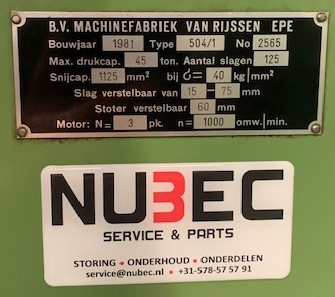 B.V. MACHINEFABRIEK VAN RIJSSEN EPE
Bouwjaar 1981 Type 504/1 No 2565
Max. drukcap. 45 ton. Aantal slagen 125
Snijcap. 1125 mm² bij σ= 40 kg|mm²
Slag verstelbaar van 15 — 75 mm
Stoter verstelbaar 60 mm
Motor: N= 3 pk. n= 1000 omw.|min.
NUBEC
SERVICE & PARTS
STORING • ONDERHOUD • ONDERDELEN
service@nubec.nl • +31-578-57 57 91